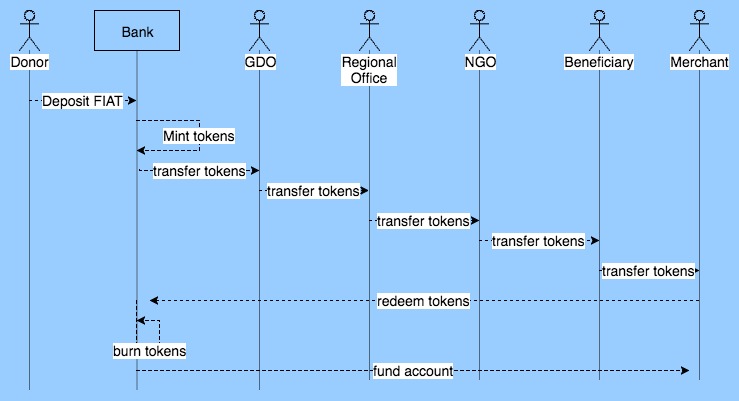 Donor
Bank
GDO
Regional
Office
NGO
Beneficiary
Merchant
Deposit FIAT
Mint tokens
transfer tokens
transfer tokens
transfer tokens
transfer tokens
transfer tokens
redeem tokens
burn tokens
fund account